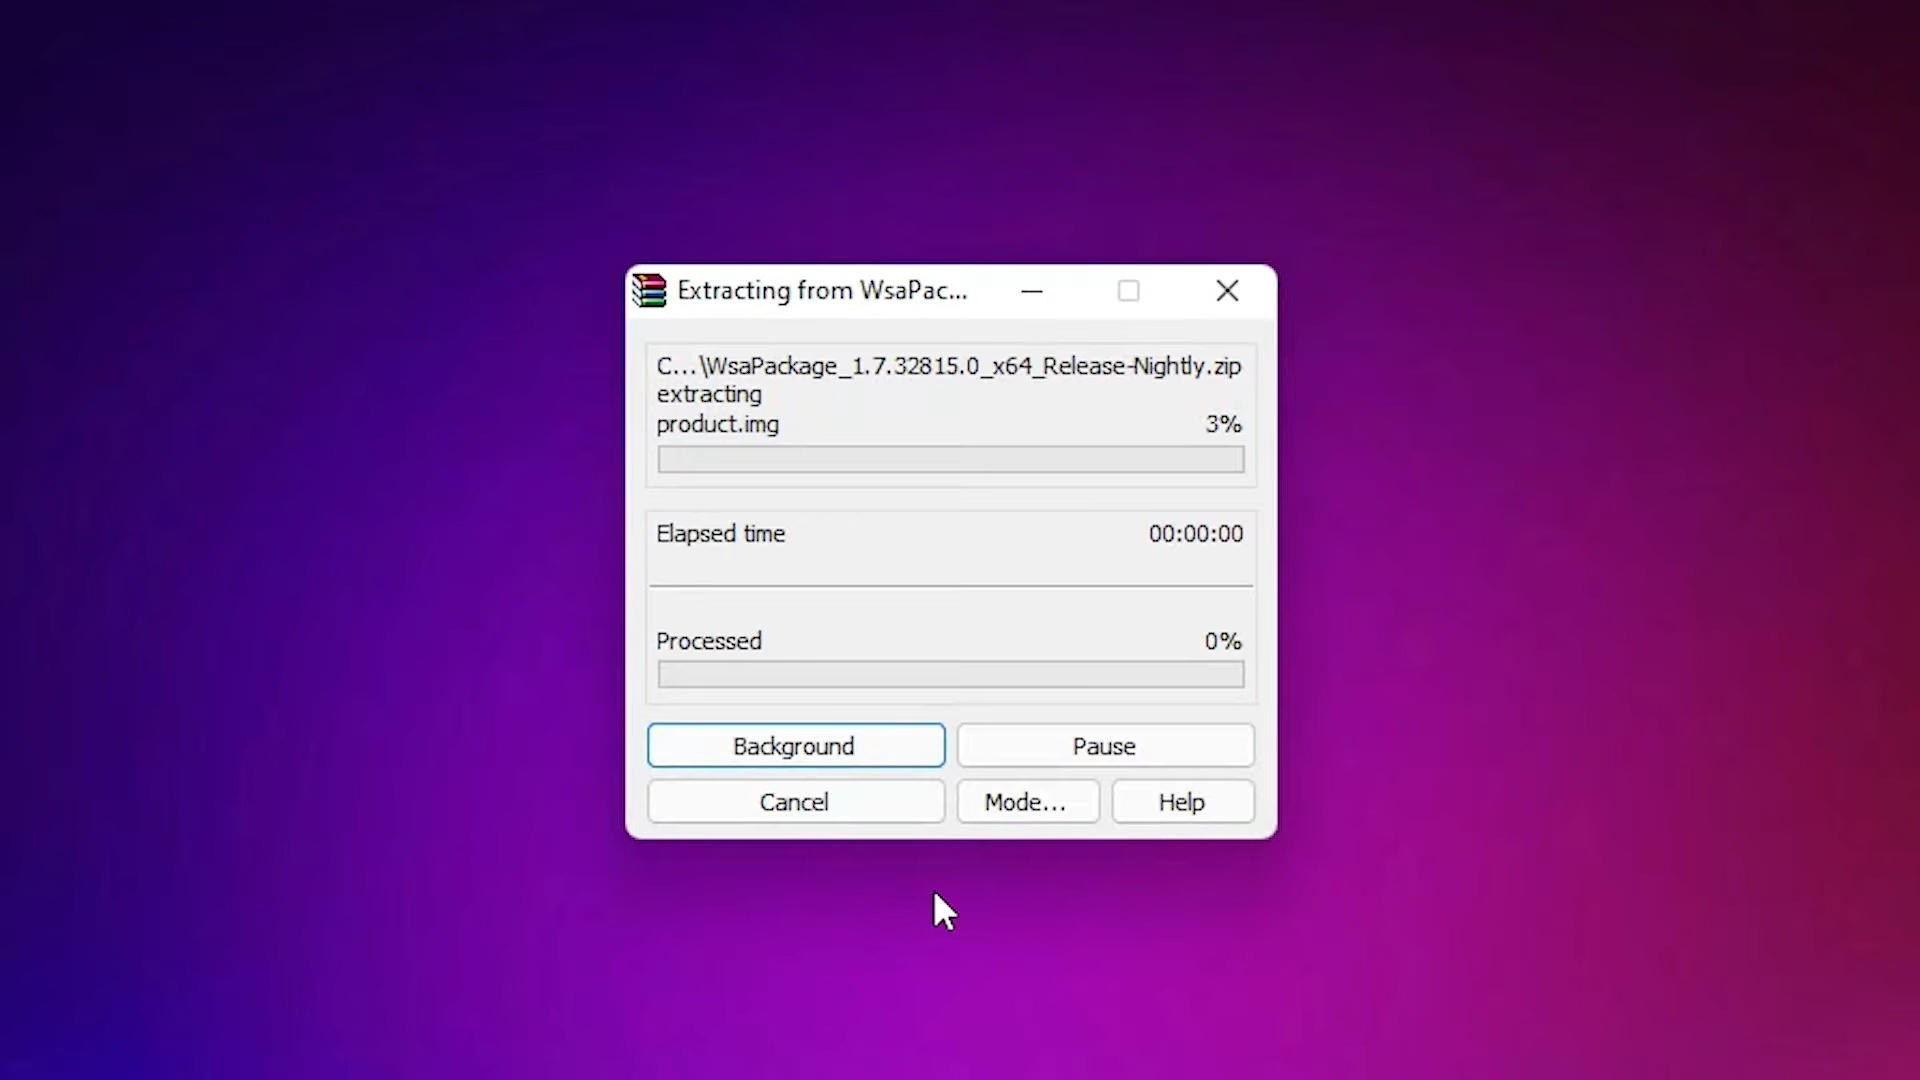 Extracting from WsaPac...
C...\WsaPackage_1.7.32815.0_x64_Release-Nightly.zip
extracting
product.img 3%
Elapsed time 00:00:00
Processed 0%
Background Pause
Cancel Mode... Help